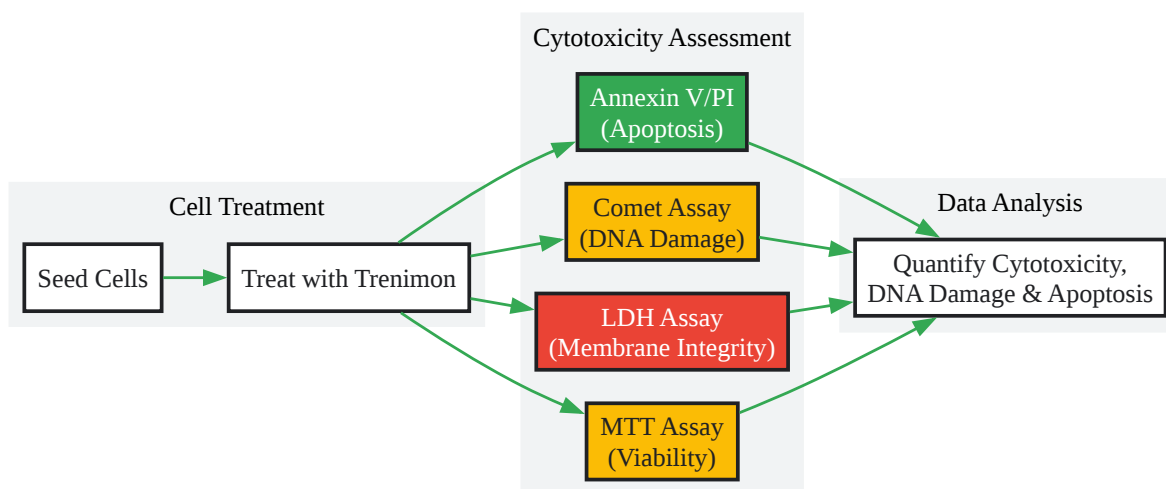 Cell Treatment
Seed Cells
Treat with Trenimon
Cytotoxicity Assessment
Annexin V/PI
(Apoptosis)
Comet Assay
(DNA Damage)
LDH Assay
(Membrane Integrity)
MTT Assay
(Viability)
Data Analysis
Quantify Cytotoxicity,
DNA Damage & Apoptosis